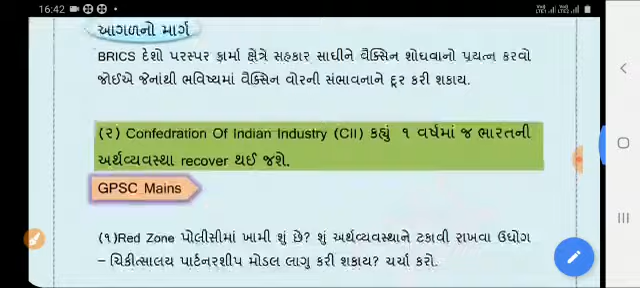 16:42
આગળનો માર્ગ
BRICS દેશો પરસ્પર ફાર્મા ક્ષેત્રે સહકાર સાધીને વૈક્સિન શોધવાનો પ્રયત્ન કરવો
જોઈએ જેનાંથી ભવિષ્યમાં વૈક્સિન વોરની સંભાવનાને દૂર કરી શકાય.
(૨) Confedration Of Indian Industry (CII) કહ્યું ૧ વર્ષમાં જ ભારતની
અર્થવ્યવસ્થા recover થઈ જશે.
GPSC Mains
(૧) Red Zone પોલીસીમાં ખામી શું છે? શું અર્થવ્યવસ્થાને ટકાવી રાખવા ઉધોગ
– ચિકીત્સાલય પાર્ટનરશીપ મોડલ લાગુ કરી શકાય? ચર્ચા કરો.